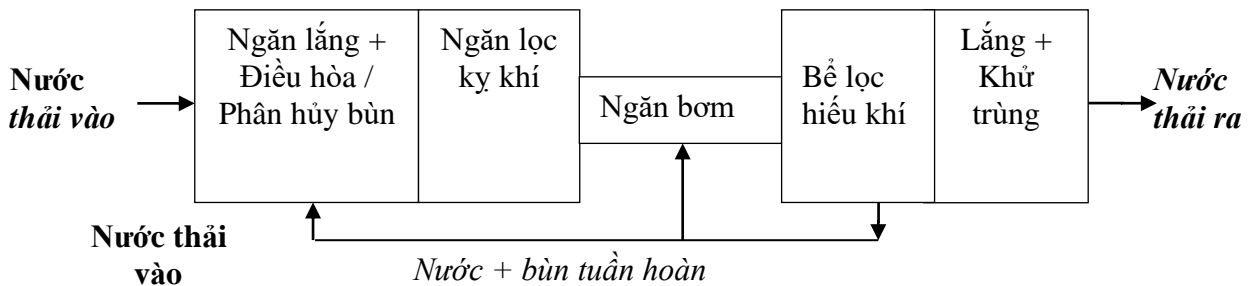 Nước
thải vào
Ngăn lắng +
Điều hòa /
Phân hủy bùn
Ngăn lọc
kỵ khí
Ngăn bơm
Bể lọc
hiếu khí
Lắng +
Khử
trùng
Nước
thải ra
Nước thải
vào
Nước + bùn tuần hoàn